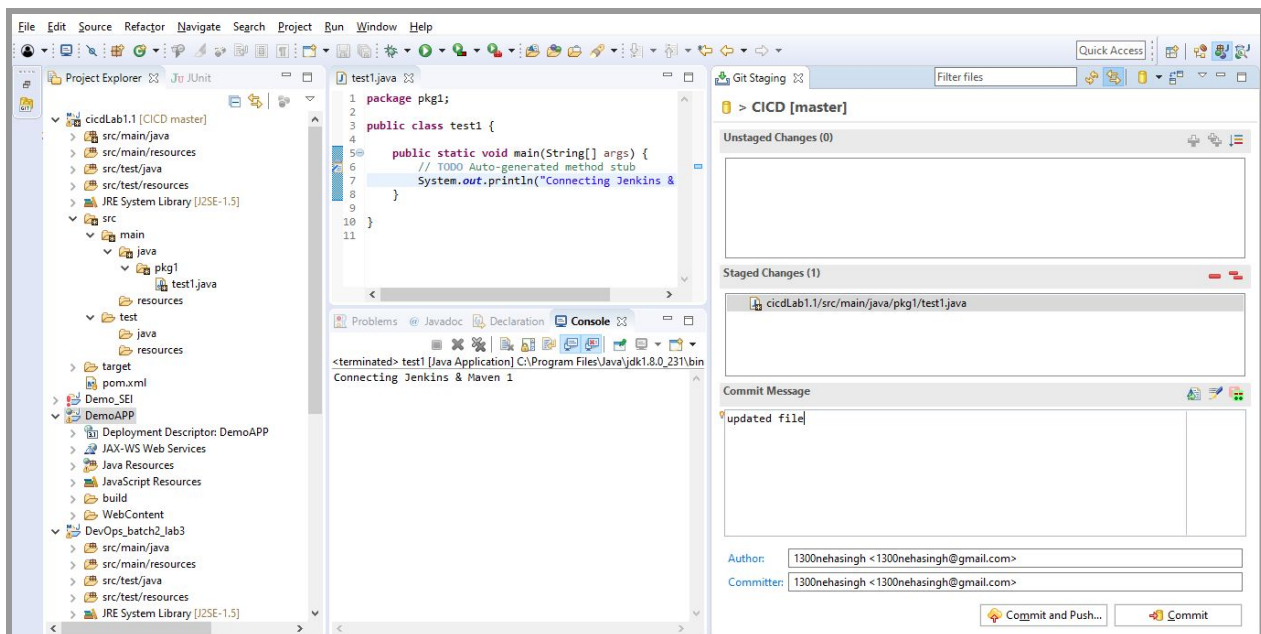 File Edit Source Refactor Navigate Search Project Run Window Help
Quick Access
Project Explorer JUnit
cicdLab1.1 [CICD master]
src/main/java
src/main/resources
src/test/java
src/test/resources
JRE System Library [J2SE-1.5]
src
main
java
pkg1
test1.java
resources
test
java
resources
target
pom.xml
Demo_SEI
DemoAPP
Deployment Descriptor: DemoAPP
JAX-WS Web Services
Java Resources
JavaScript Resources
build
WebContent
DevOps_batch2_lab3
src/main/java
src/main/resources
src/test/java
src/test/resources
JRE System Library [J2SE-1.5]
test1.java
1 package pkg1;
2
3 public class test1 {
4
5 public static void main(String[] args) {
6 // TODO Auto-generated method stub
7 System.out.println("Connecting Jenkins &
8 }
9
10 }
11
Problems @ Javadoc Declaration Console
<terminated> test1 [Java Application] C:\Program Files\Java\jdk1.8.0_231\bin
Connecting Jenkins & Maven 1
Git Staging Filter files
> CICD [master]
Unstaged Changes (0)
Staged Changes (1)
cicdLab1.1/src/main/java/pkg1/test1.java
Commit Message
updated file
Author: 1300nehasingh <1300nehasingh@gmail.com>
Committer: 1300nehasingh <1300nehasingh@gmail.com>
Commit and Push... Commit